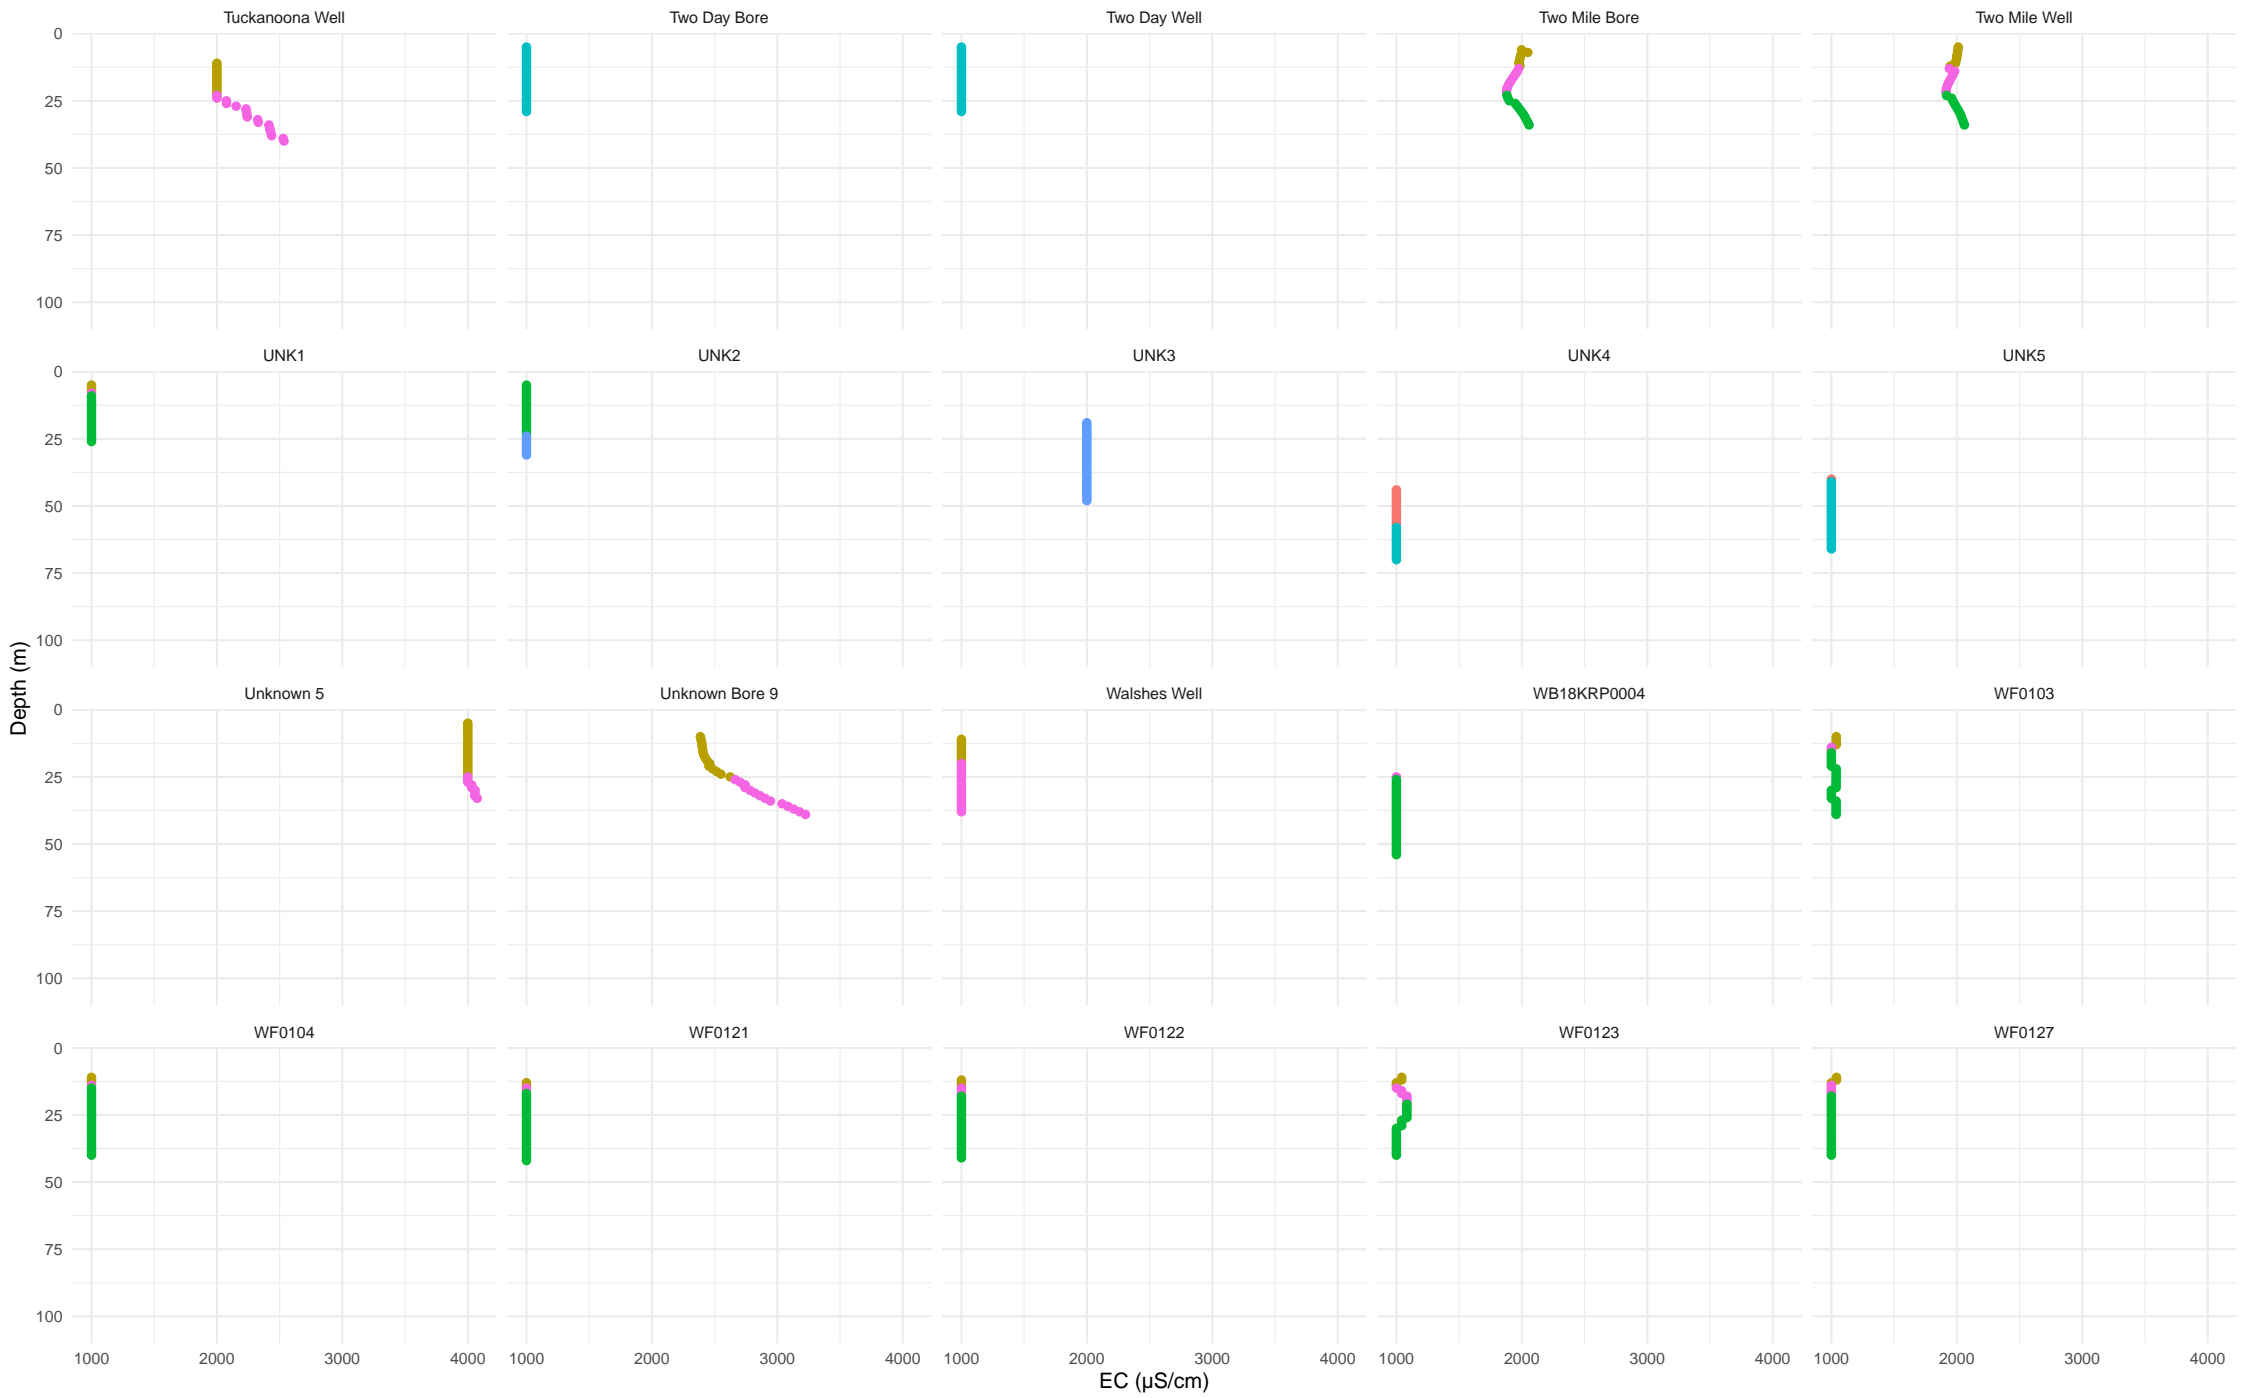 Tuckanoona Well Two Day Bore Two Day Well Two Mile Bore Two Mile Well
0
25
50
75
100
UNK1 UNK2 UNK3 UNK4 UNK5
0
25
50
75
100
Depth (m)
Unknown 5 Unknown Bore 9 Walshes Well WB18KRP0004 WF0103
0
25
50
75
100
WF0104 WF0121 WF0122 WF0123 WF0127
0
25
50
75
100
1000 2000 3000 4000 1000 2000 3000 4000 1000 2000 3000 4000 1000 2000 3000 4000 1000 2000 3000 4000
EC (µS/cm)